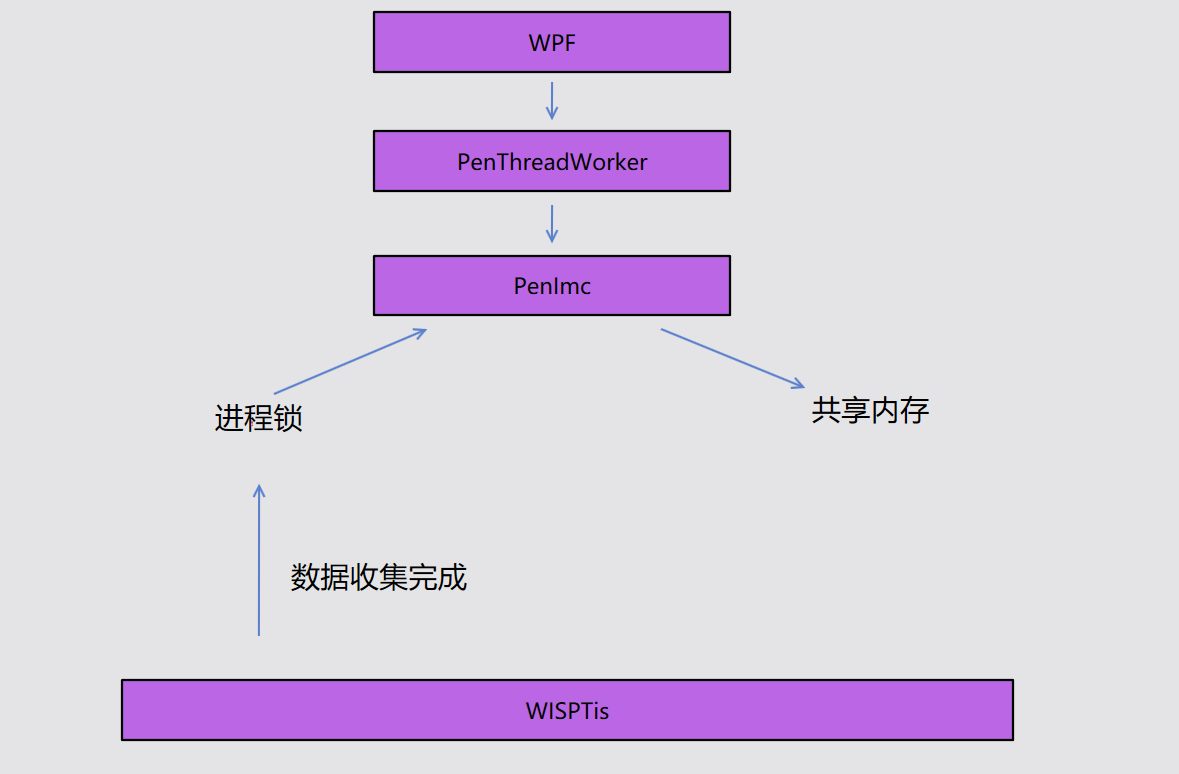 WPF
PenThreadWorker
PenImc
进程锁
共享内存
数据收集完成
WISPTis